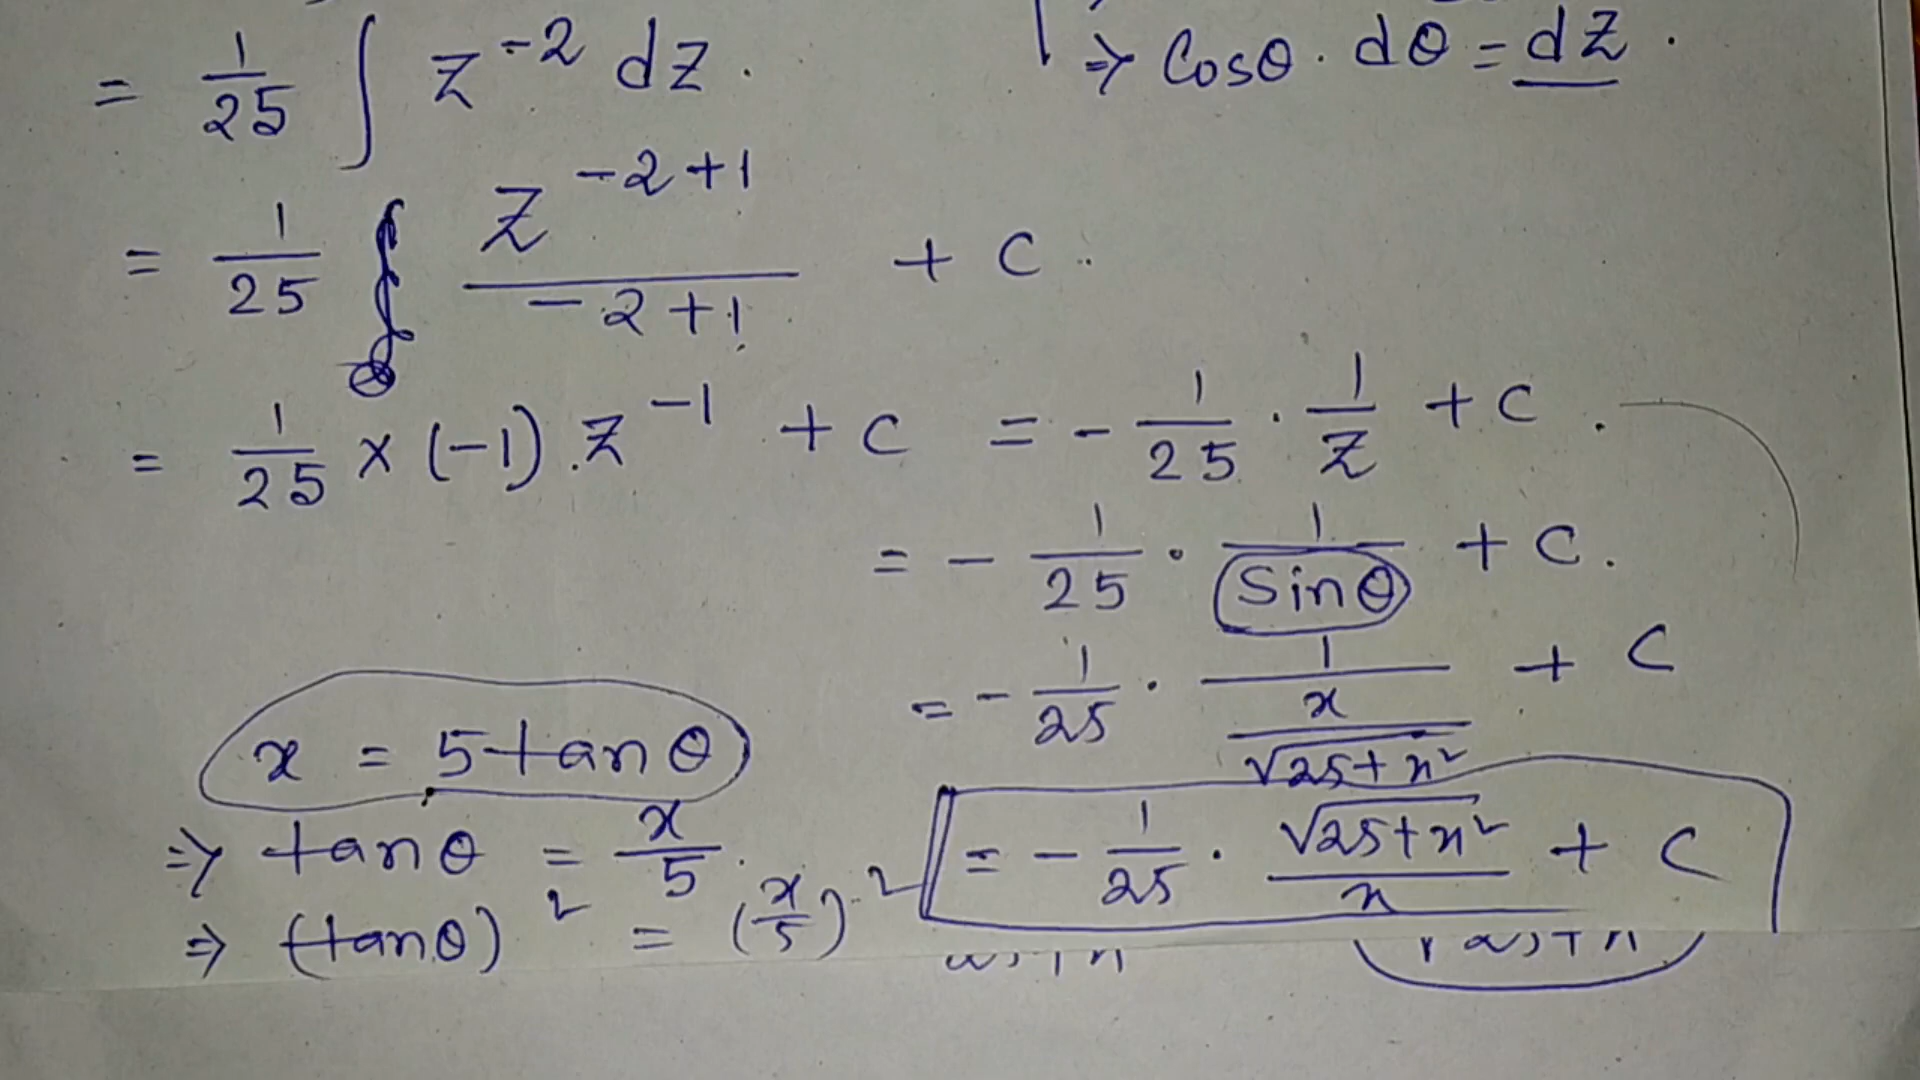 = 1/25 ∫ z^-2 dz.
⇒ Cosθ · dθ = dz.
= 1/25 z^-2+1 / -2+1 + C.
= 1/25 × (-1). z^-1 + C = - 1/25 · 1/z + C.
= - 1/25 · 1/Sinθ + C.
= - 1/25 · 1/(x/√25+x²) + C
x = 5tanθ
⇒ tanθ = x/5.
= - 1/25 · √25+x²/x + C
⇒ (tanθ)² = (x/5)²